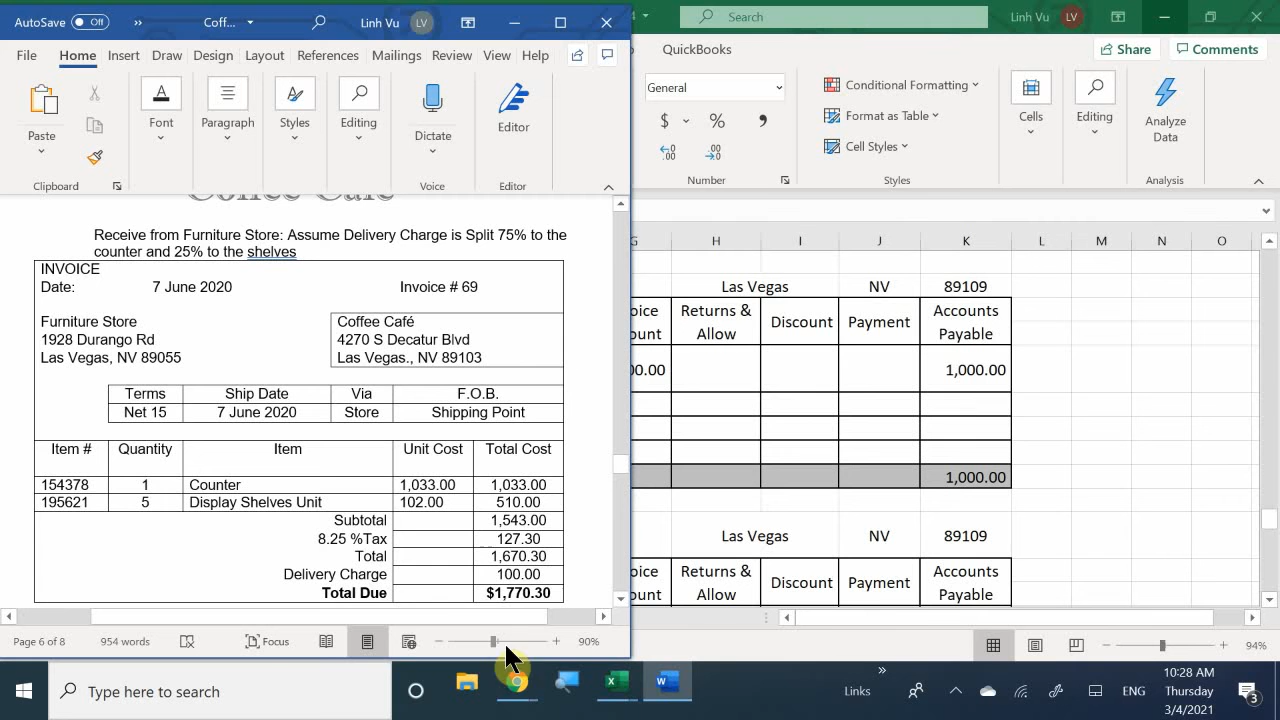 AutoSave Off » Coff... Linh Vu LV
File Home Insert Draw Design Layout References Mailings Review View Help
Paste Font Paragraph Styles Editing Dictate Editor
Clipboard Voice Editor
Coffee Café
Receive from Furniture Store: Assume Delivery Charge is Split 75% to the
counter and 25% to the shelves
INVOICE
Date: 7 June 2020 Invoice # 69
Furniture Store Coffee Café
1928 Durango Rd 4270 S Decatur Blvd
Las Vegas, NV 89055 Las Vegas., NV 89103
Terms Ship Date Via F.O.B.
Net 15 7 June 2020 Store Shipping Point
Item # Quantity Item Unit Cost Total Cost
154378 1 Counter 1,033.00 1,033.00
195621 5 Display Shelves Unit 102.00 510.00
Subtotal 1,543.00
8.25 %Tax 127.30
Total 1,670.30
Delivery Charge 100.00
Total Due $1,770.30
Page 6 of 8 954 words Focus 90%
4 Search Linh Vu LV
QuickBooks Share Comments
General
$ % ,
Number
Conditional Formatting
Format as Table
Cell Styles
Styles
Cells
Editing
Analyze
Data
Analysis
G H I J K L M N O
Las Vegas NV 89109
oice Returns & Discount Payment Accounts
ount Allow Payable
00.00 1,000.00
1,000.00
Las Vegas NV 89109
oice Returns & Discount Payment Accounts
ount Allow Payable
94%
Type here to search
Links » ENG
10:28 AM
Thursday
3/4/2021
3